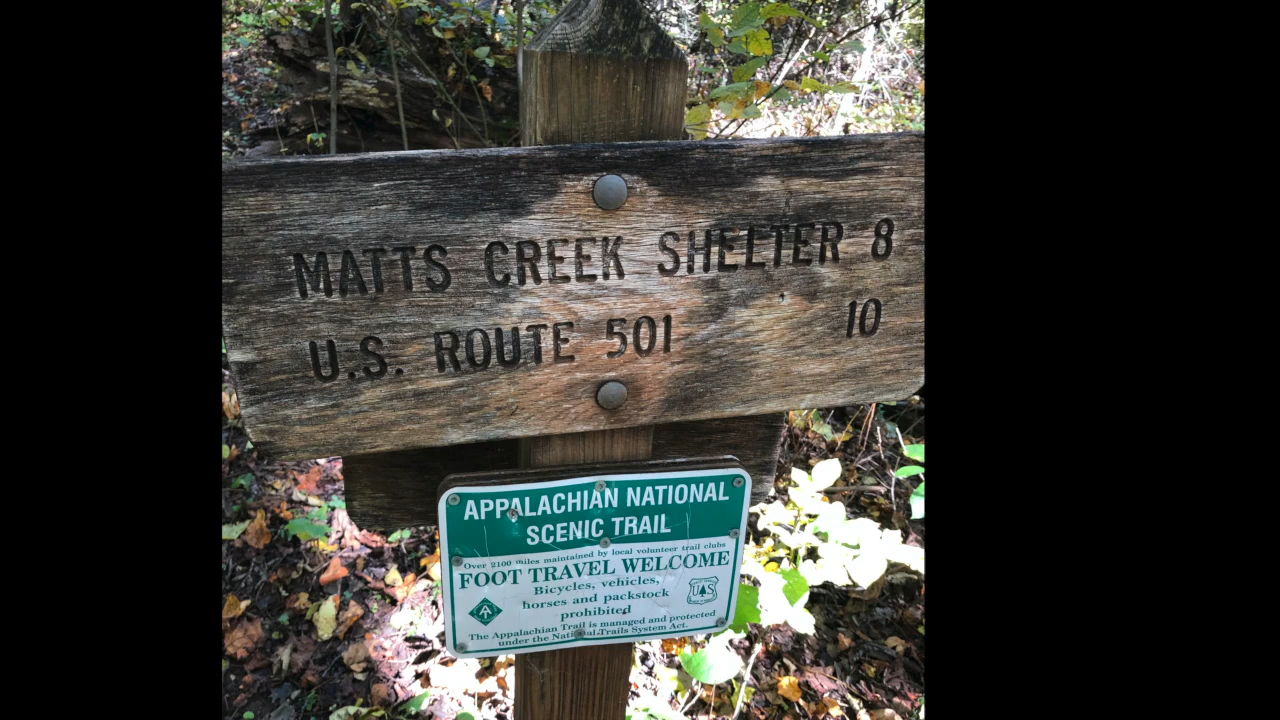 MATTS CREEK SHELTER 8
U.S. ROUTE 501 10
APPALACHIAN NATIONAL
SCENIC TRAIL
Over 2100 miles maintained by local volunteer trail clubs
FOOT TRAVEL WELCOME
Bicycles, vehicles,
horses and packstock
prohibited
The Appalachian Trail is managed and protected
under the National Trails System Act.
A
U S